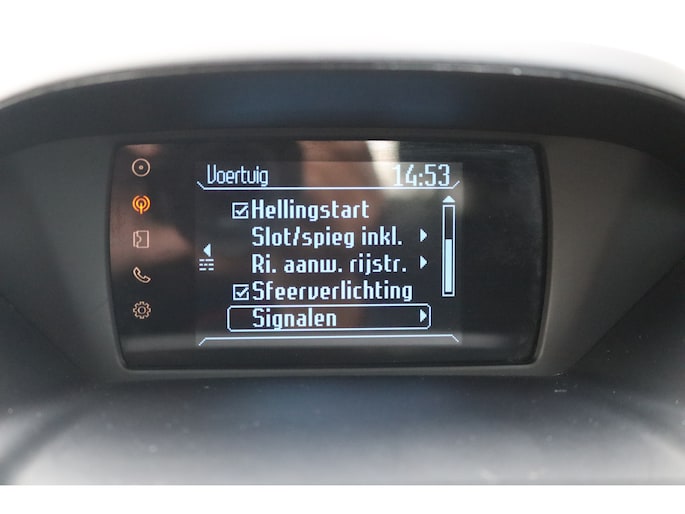 Voertuig 14:53
Hellingstart
Slot/spieg inkl.
Ri. aanw. rijstr.
Sfeerverlichting
Signalen